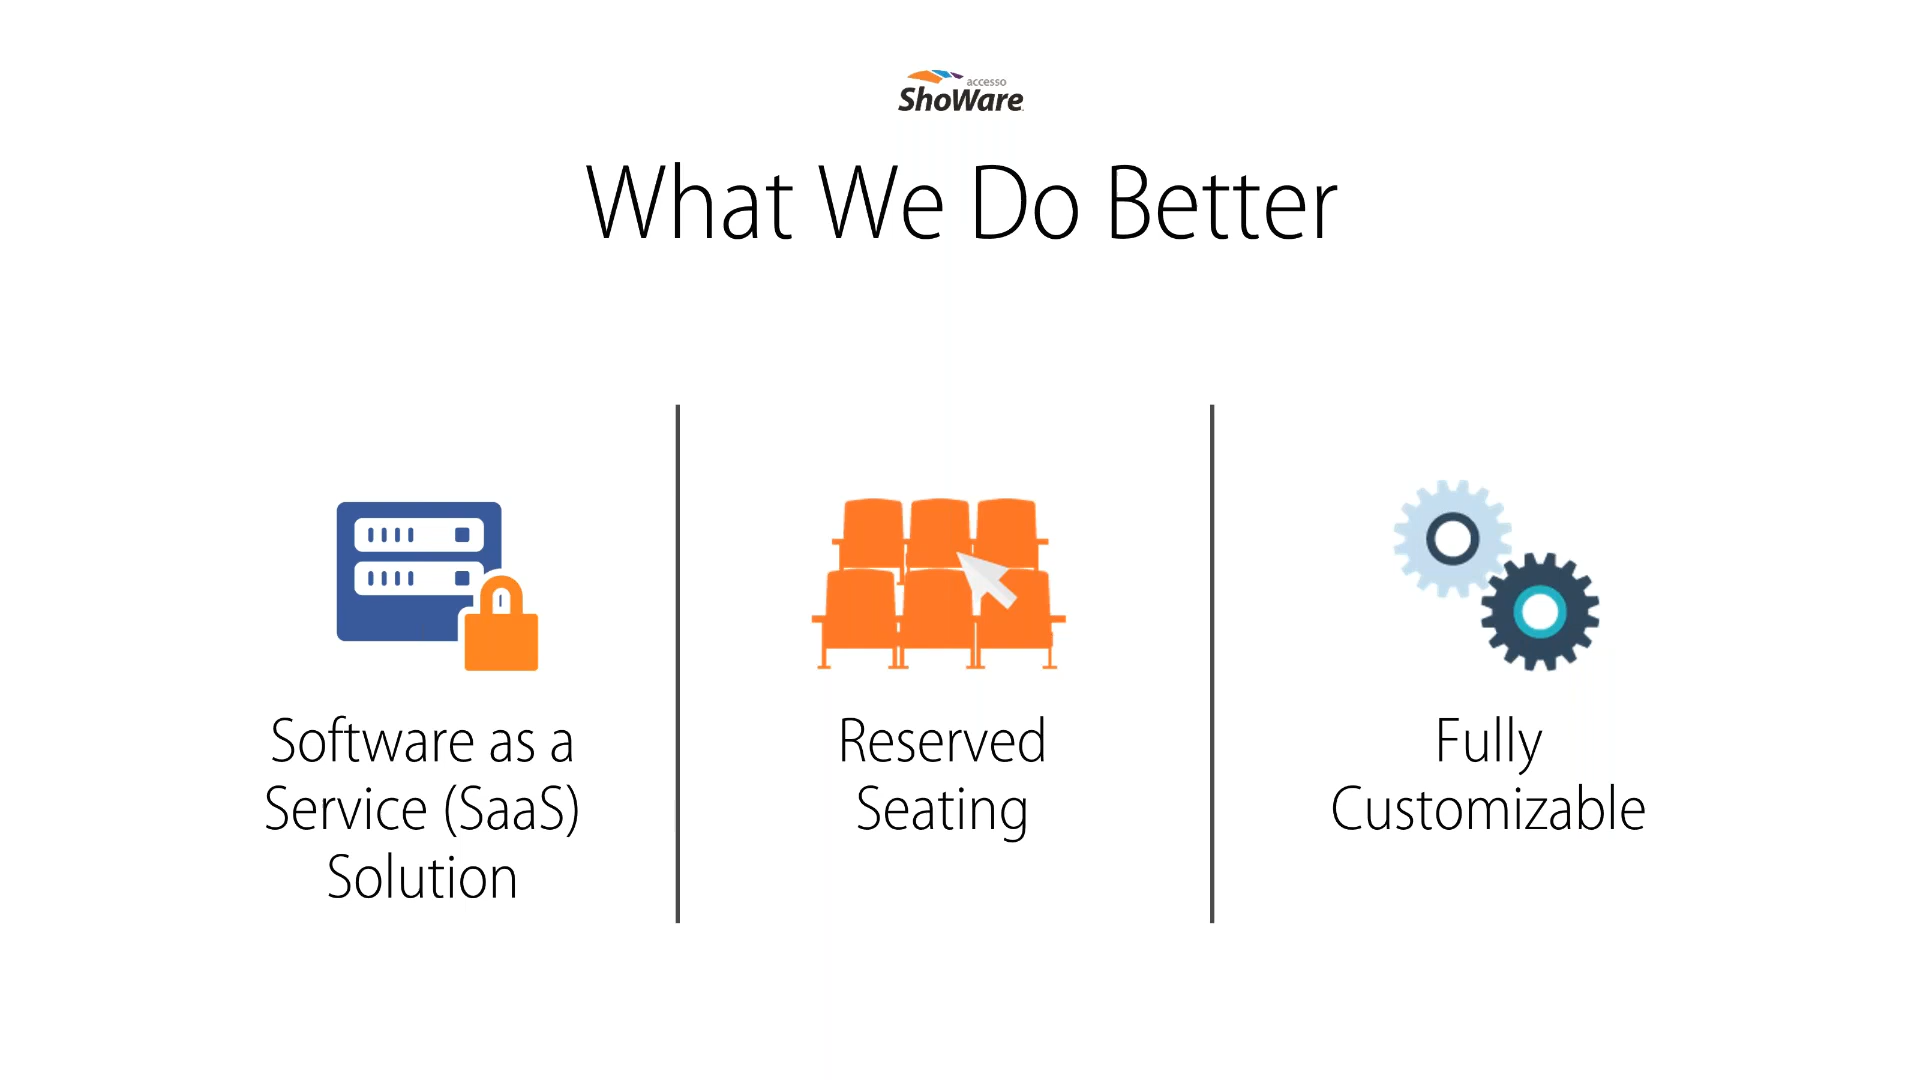 accesso
ShoWare
What We Do Better
Software as a
Service (SaaS)
Solution
Reserved
Seating
Fully
Customizable